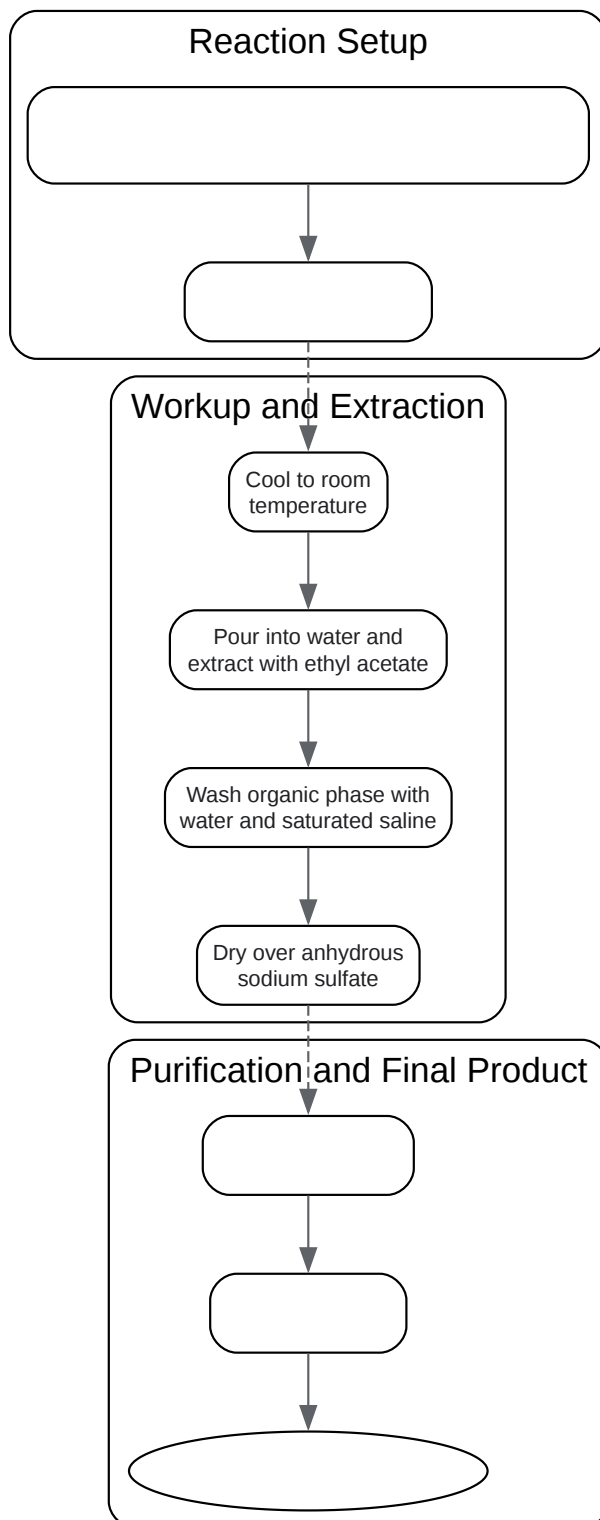 Reaction Setup
Workup and Extraction
Cool to room
temperature
Pour into water and
extract with ethyl acetate
Wash organic phase with
water and saturated saline
Dry over anhydrous
sodium sulfate
Purification and Final Product